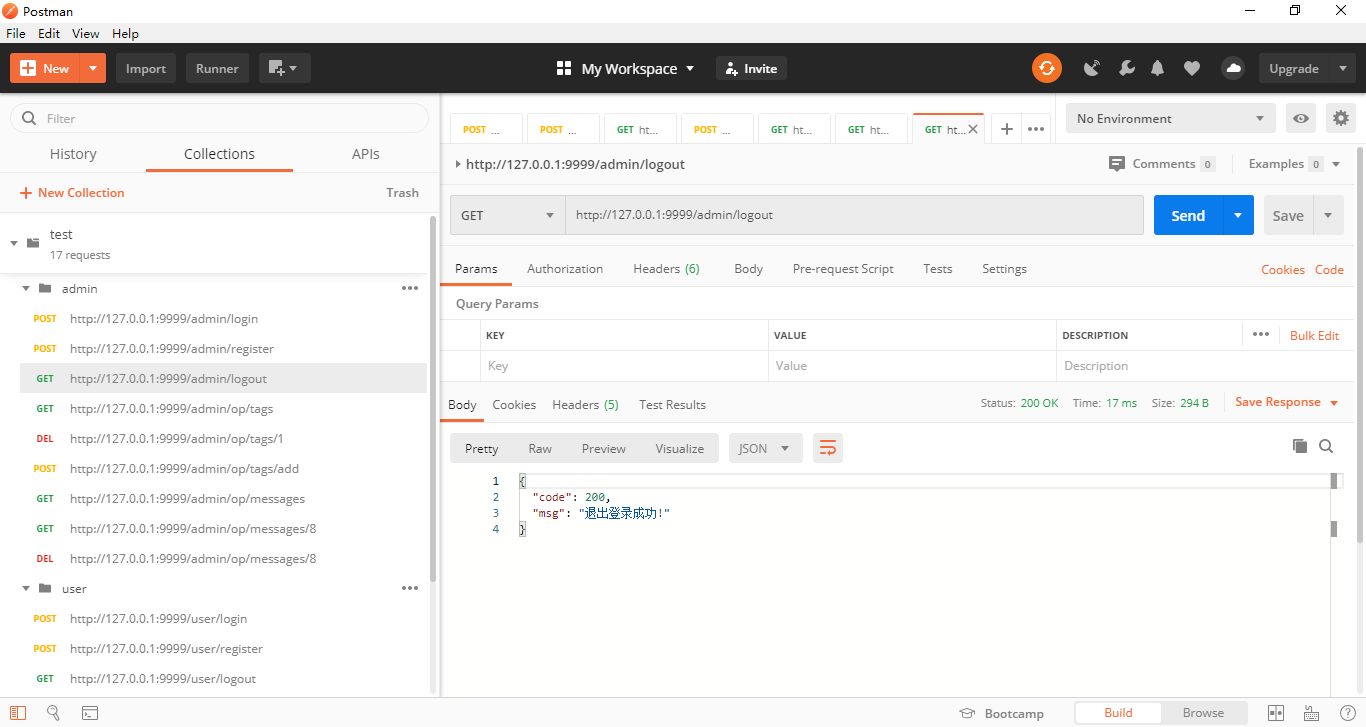 Postman
File Edit View Help
New Import Runner My Workspace Invite Upgrade
Filter
History Collections APIs
New Collection Trash
test
17 requests
admin
POST http://127.0.0.1:9999/admin/login
POST http://127.0.0.1:9999/admin/register
GET http://127.0.0.1:9999/admin/logout
GET http://127.0.0.1:9999/admin/op/tags
DEL http://127.0.0.1:9999/admin/op/tags/1
POST http://127.0.0.1:9999/admin/op/tags/add
GET http://127.0.0.1:9999/admin/op/messages
GET http://127.0.0.1:9999/admin/op/messages/8
DEL http://127.0.0.1:9999/admin/op/messages/8
user
POST http://127.0.0.1:9999/user/login
POST http://127.0.0.1:9999/user/register
GET http://127.0.0.1:9999/user/logout
POST ... POST ... GET ht... POST ... GET ht... GET ht... GET ht... No Environment
http://127.0.0.1:9999/admin/logout Comments 0 Examples 0
GET http://127.0.0.1:9999/admin/logout Send Save
Params Authorization Headers (6) Body Pre-request Script Tests Settings Cookies Code
Query Params
KEY VALUE DESCRIPTION Bulk Edit
Key Value Description
Body Cookies Headers (5) Test Results Status: 200 OK Time: 17 ms Size: 294 B Save Response
Pretty Raw Preview Visualize JSON
1 {
2 "code": 200,
3 "msg": "退出登录成功!"
4 }
Bootcamp Build Browse